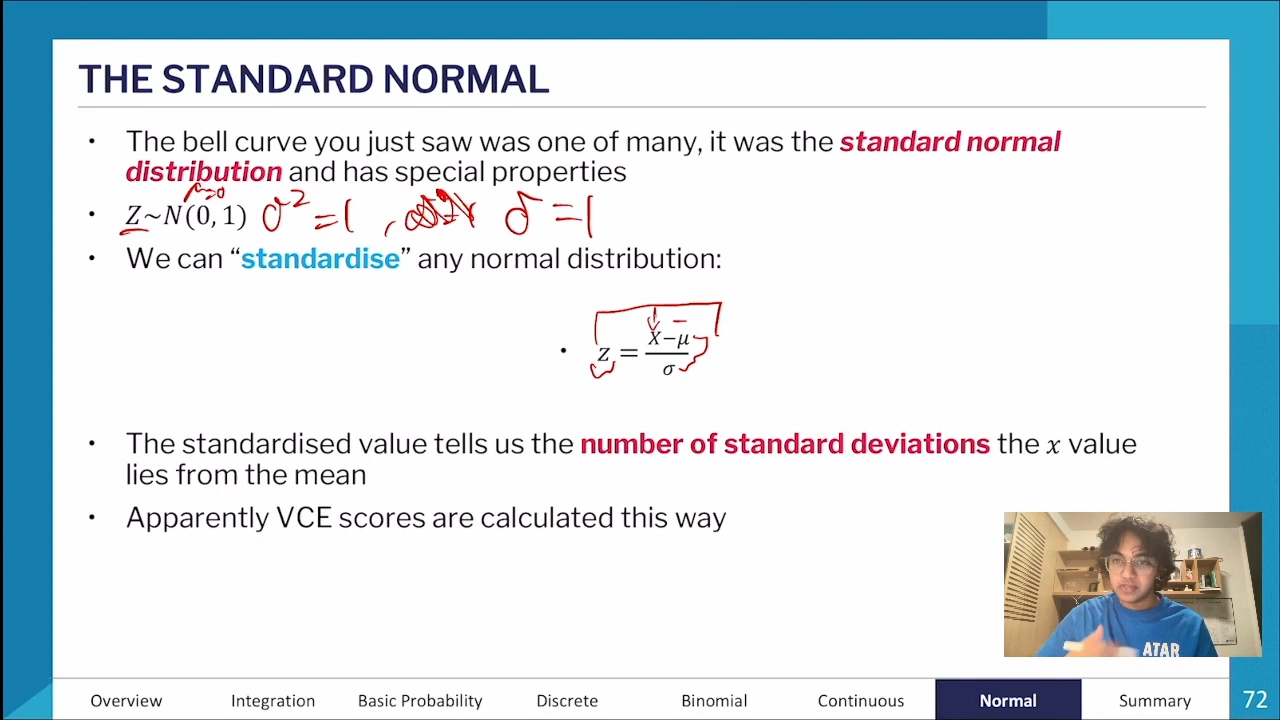 THE STANDARD NORMAL
• The bell curve you just saw was one of many, it was the standard normal
distribution and has special properties
μ=0
• Z~N(0, 1) σ²=1 , σ=1
• We can “standardise” any normal distribution:
• z = X−μ / σ
• The standardised value tells us the number of standard deviations the x value
lies from the mean
• Apparently VCE scores are calculated this way
ATAR
Overview Integration Basic Probability Discrete Binomial Continuous Normal Summary 72